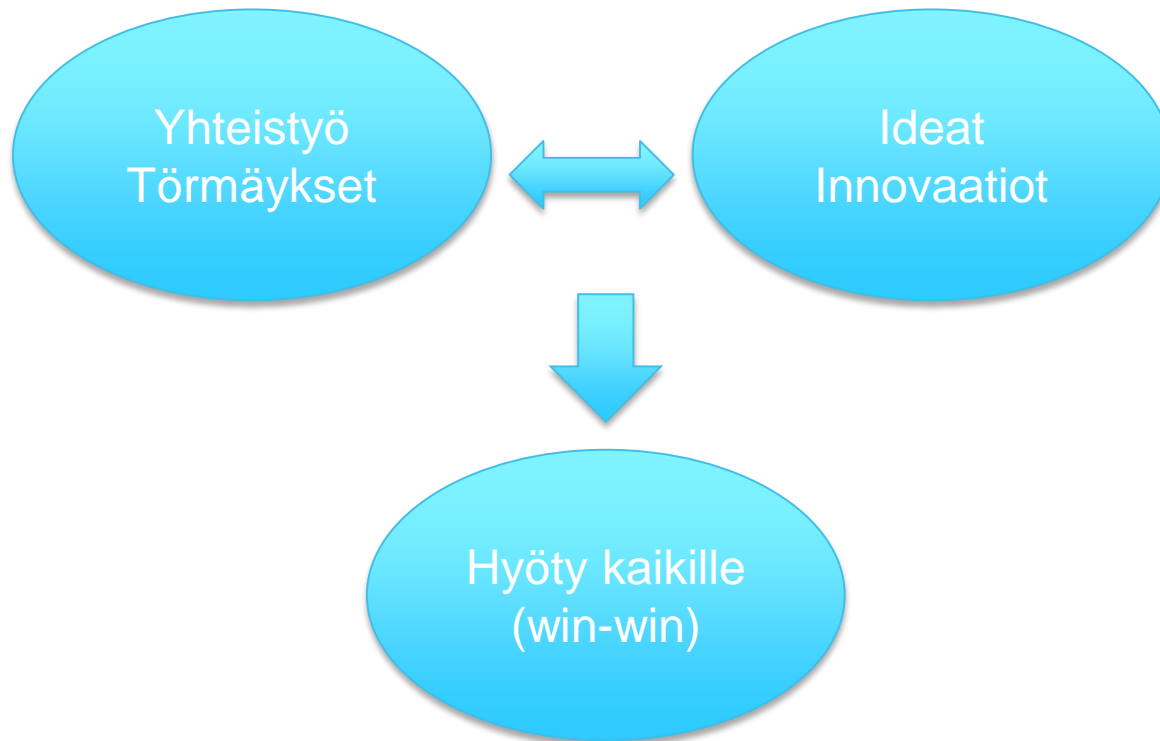 Yhteistyö
Törmäykset
Ideat
Innovaatiot
Hyöty kaikille
(win-win)